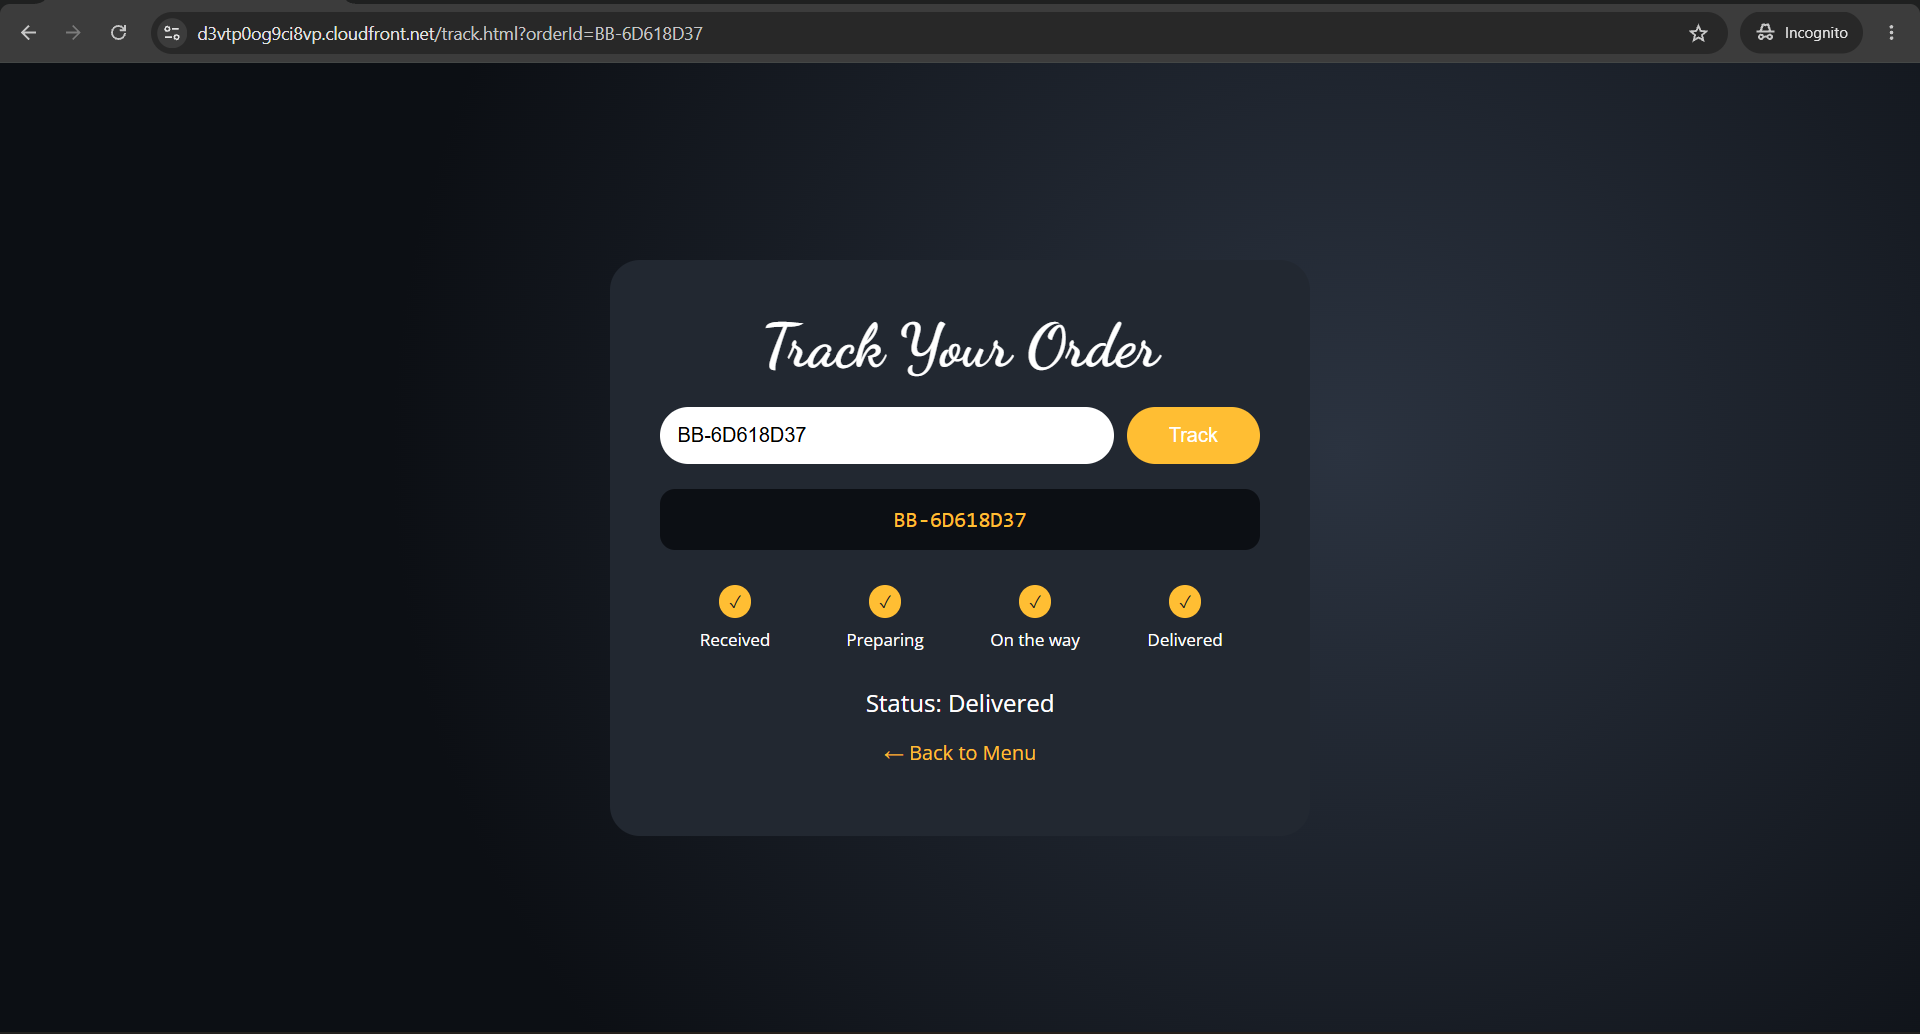 d3vtp0og9ci8vp.cloudfront.net/track.html?orderId=BB-6D618D37
Incognito
Track Your Order
BB-6D618D37
Track
BB-6D618D37
✓ ✓ ✓ ✓
Received Preparing On the way Delivered
Status: Delivered
← Back to Menu